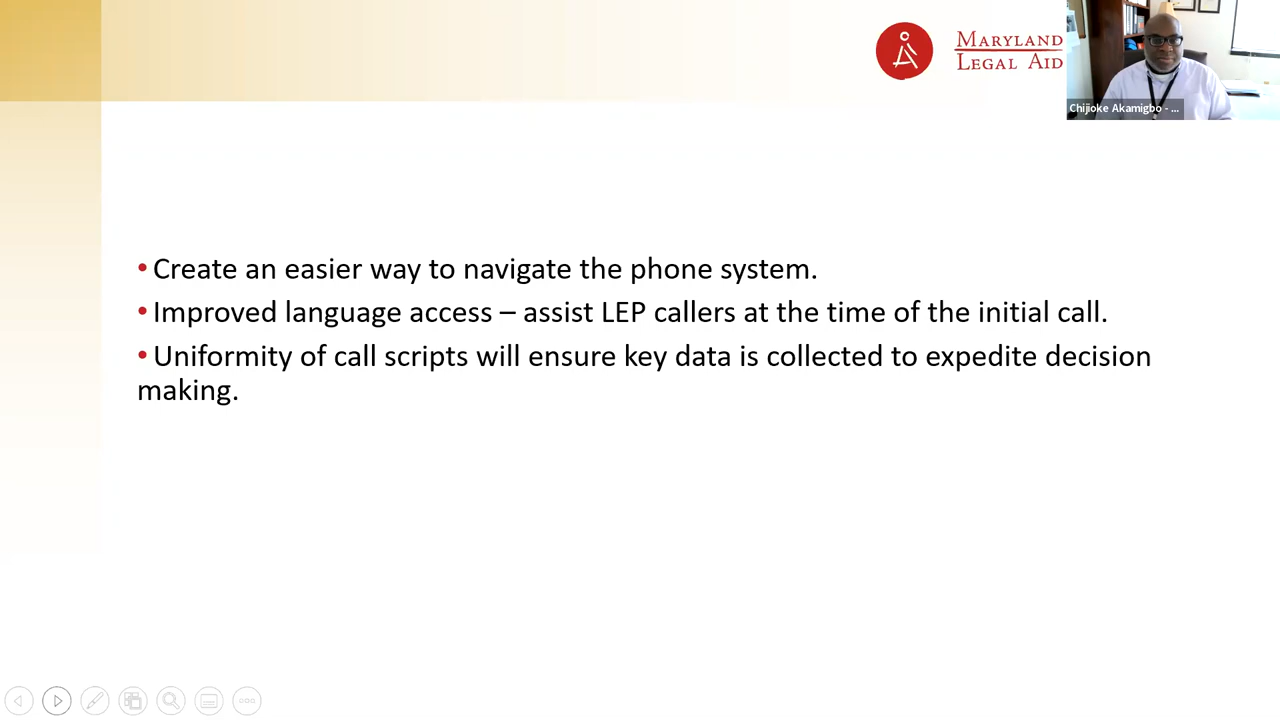 MARYLAND
LEGAL AID
Chijioke Akamigbo - ...
•Create an easier way to navigate the phone system.
•Improved language access – assist LEP callers at the time of the initial call.
•Uniformity of call scripts will ensure key data is collected to expedite decision
making.